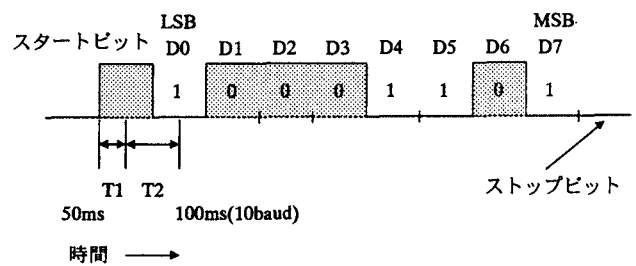 LSB MSB
スタートビット D0 D1 D2 D3 D4 D5 D6 D7
1 0 0 0 1 1 0 1
T1 T2
ストップビット
50ms 100ms(10baud)
時間